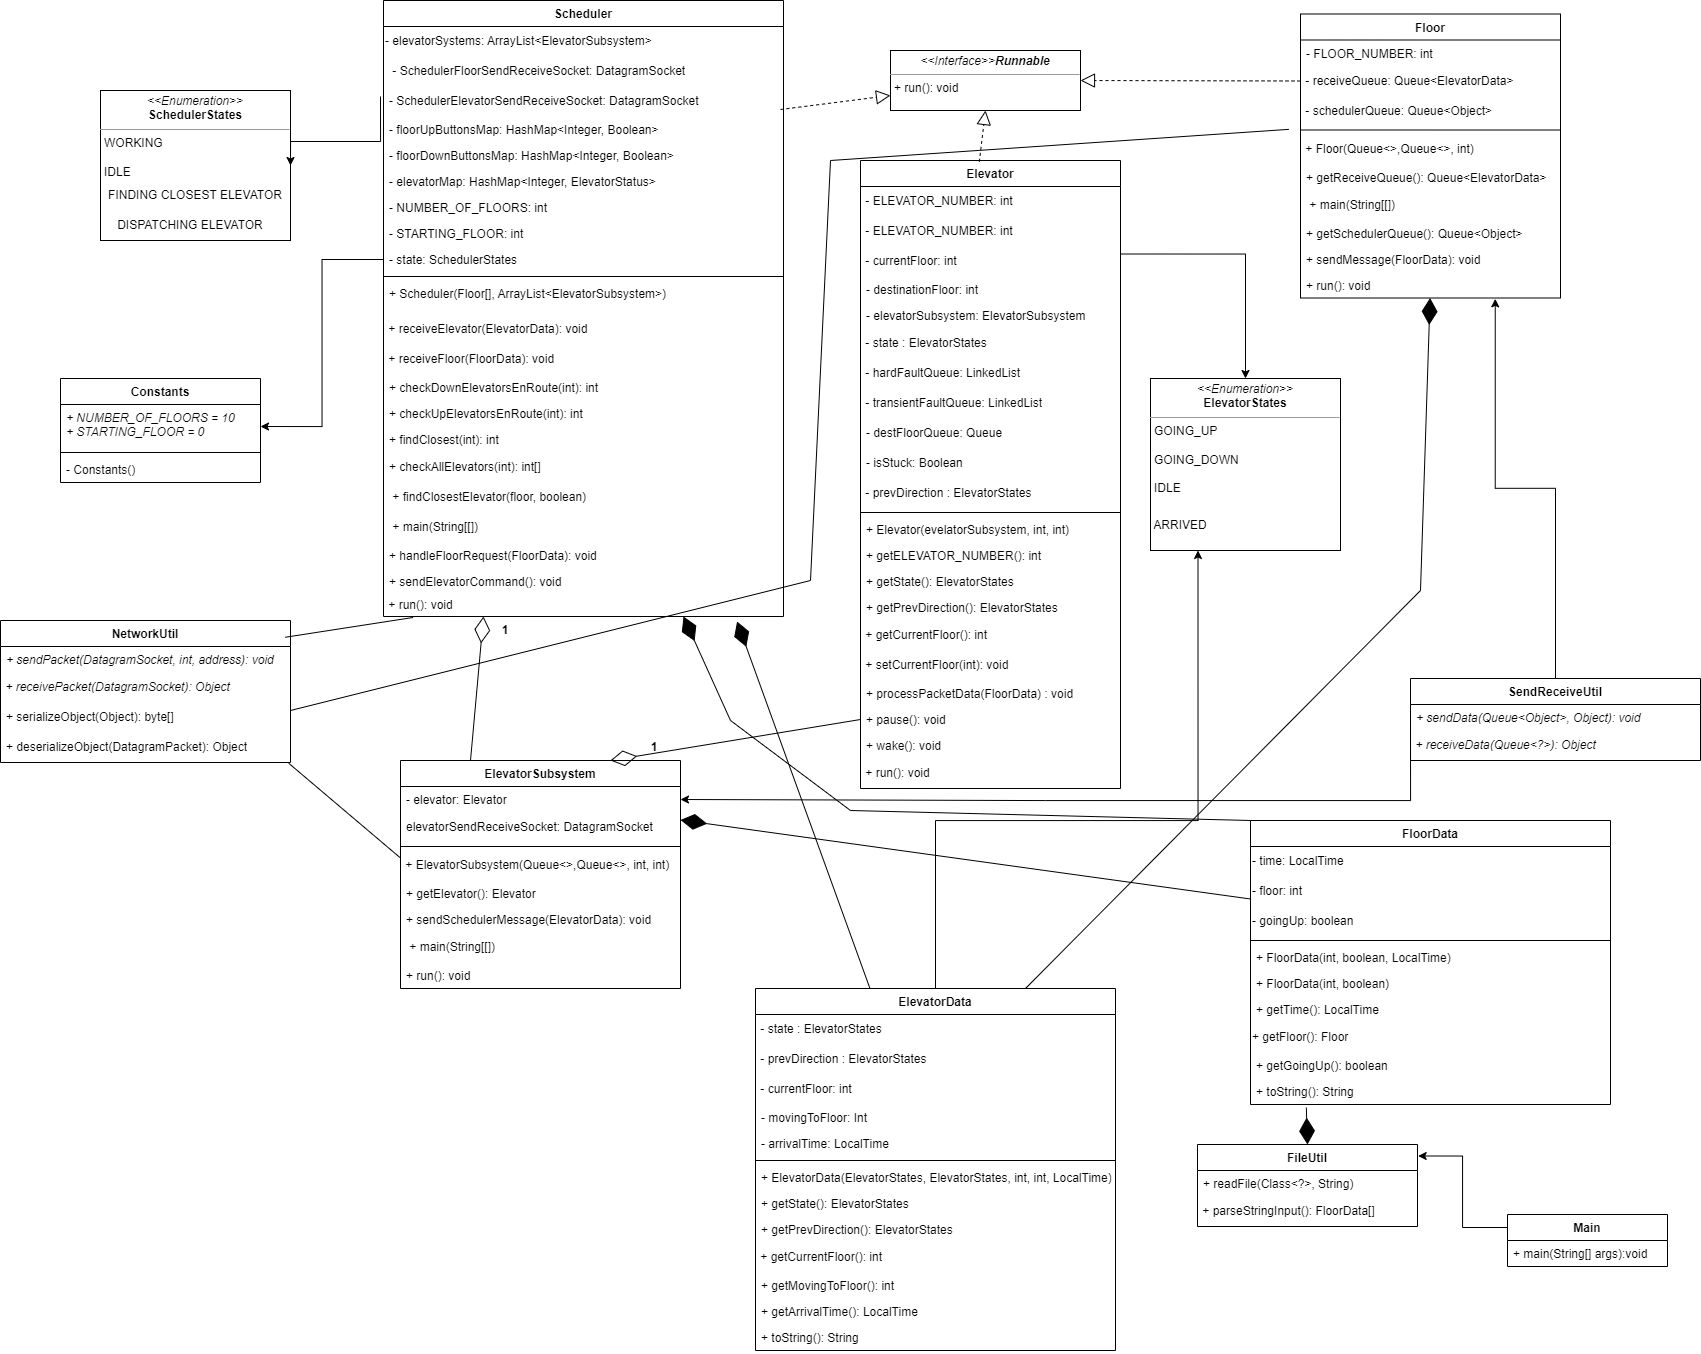 Scheduler
- elevatorSystems: ArrayList<ElevatorSubsystem>
- SchedulerFloorSendReceiveSocket: DatagramSocket
- SchedulerElevatorSendReceiveSocket: DatagramSocket
- floorUpButtonsMap: HashMap<Integer, Boolean>
- floorDownButtonsMap: HashMap<Integer, Boolean>
- elevatorMap: HashMap<Integer, ElevatorStatus>
- NUMBER_OF_FLOORS: int
- STARTING_FLOOR: int
- state: SchedulerStates
+ Scheduler(Floor[], ArrayList<ElevatorSubsystem>)
+ receiveElevator(ElevatorData): void
+ receiveFloor(FloorData): void
+ checkDownElevatorsEnRoute(int): int
+ checkUpElevatorsEnRoute(int): int
+ findClosest(int): int
+ checkAllElevators(int): int[]
+ findClosestElevator(floor, boolean)
+ main(String[[])
+ handleFloorRequest(FloorData): void
+ sendElevatorCommand(): void
+ run(): void
<<Enumeration>>
SchedulerStates
WORKING
IDLE
FINDING CLOSEST ELEVATOR
DISPATCHING ELEVATOR
Constants
+ NUMBER_OF_FLOORS = 10
+ STARTING_FLOOR = 0
- Constants()
<<Interface>>Runnable
+ run(): void
Floor
- FLOOR_NUMBER: int
- receiveQueue: Queue<ElevatorData>
- schedulerQueue: Queue<Object>
+ Floor(Queue<>,Queue<>, int)
+ getReceiveQueue(): Queue<ElevatorData>
+ main(String[[])
+ getSchedulerQueue(): Queue<Object>
+ sendMessage(FloorData): void
+ run(): void
Elevator
- ELEVATOR_NUMBER: int
- ELEVATOR_NUMBER: int
- currentFloor: int
- destinationFloor: int
- elevatorSubsystem: ElevatorSubsystem
- state : ElevatorStates
- hardFaultQueue: LinkedList
- transientFaultQueue: LinkedList
- destFloorQueue: Queue
- isStuck: Boolean
- prevDirection : ElevatorStates
+ Elevator(evelatorSubsystem, int, int)
+ getELEVATOR_NUMBER(): int
+ getState(): ElevatorStates
+ getPrevDirection(): ElevatorStates
+ getCurrentFloor(): int
+ setCurrentFloor(int): void
+ processPacketData(FloorData) : void
+ pause(): void
+ wake(): void
+ run(): void
<<Enumeration>>
ElevatorStates
GOING_UP
GOING_DOWN
IDLE
ARRIVED
NetworkUtil
+ sendPacket(DatagramSocket, int, address): void
+ receivePacket(DatagramSocket): Object
+ serializeObject(Object): byte[]
+ deserializeObject(DatagramPacket): Object
1
1
SendReceiveUtil
+ sendData(Queue<Object>, Object): void
+ receiveData(Queue<?>): Object
ElevatorSubsystem
- elevator: Elevator
elevatorSendReceiveSocket: DatagramSocket
+ ElevatorSubsystem(Queue<>,Queue<>, int, int)
+ getElevator(): Elevator
+ sendSchedulerMessage(ElevatorData): void
+ main(String[[])
+ run(): void
FloorData
- time: LocalTime
- floor: int
- goingUp: boolean
+ FloorData(int, boolean, LocalTime)
+ FloorData(int, boolean)
+ getTime(): LocalTime
+ getFloor(): Floor
+ getGoingUp(): boolean
+ toString(): String
ElevatorData
- state : ElevatorStates
- prevDirection : ElevatorStates
- currentFloor: int
- movingToFloor: Int
- arrivalTime: LocalTime
+ ElevatorData(ElevatorStates, ElevatorStates, int, int, LocalTime)
+ getState(): ElevatorStates
+ getPrevDirection(): ElevatorStates
+ getCurrentFloor(): int
+ getMovingToFloor(): int
+ getArrivalTime(): LocalTime
+ toString(): String
FileUtil
+ readFile(Class<?>, String)
+ parseStringInput(): FloorData[]
Main
+ main(String[] args):void